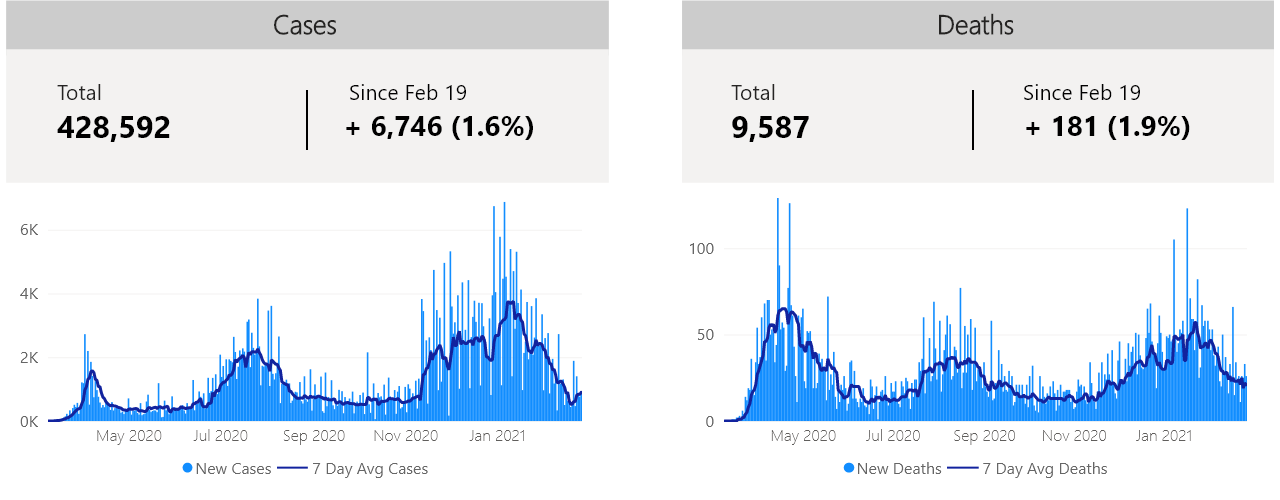 Cases
Total
Since Feb 19
428,592
+ 6,746 (1.6%)
6K
4K
2K
0K
May 2020
Jul 2020
Sep 2020
Nov 2020
Jan 2021
New Cases
7 Day Avg Cases
Deaths
Total
Since Feb 19
9,587
+ 181 (1.9%)
100
50
0
May 2020
Jul 2020
Sep 2020
Nov 2020
Jan 2021
New Deaths
7 Day Avg Deaths